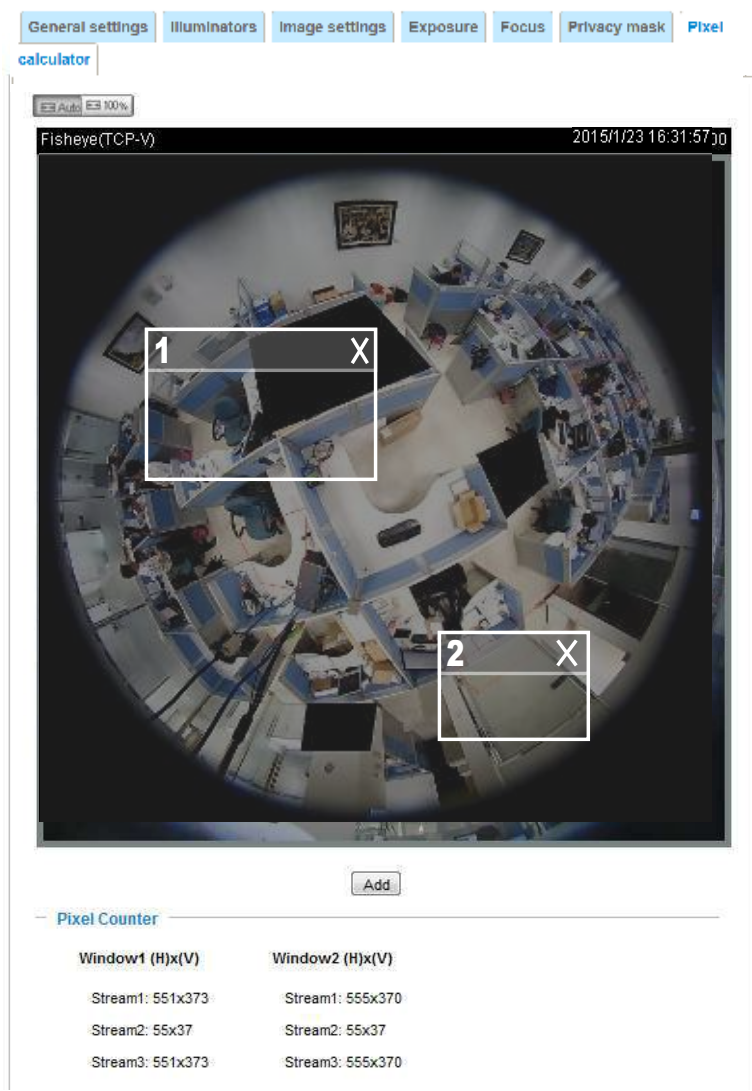 General settings Illuminators Image settings Exposure Focus Privacy mask Pixel
calculator
Auto 100%
Fisheye(TCP-V) 2015/1/23 16:31:57 00
1 X
2 X
Add
Pixel Counter
Window1 (H)x(V) Window2 (H)x(V)
Stream1: 551x373 Stream1: 555x370
Stream2: 55x37 Stream2: 55x37
Stream3: 551x373 Stream3: 555x370